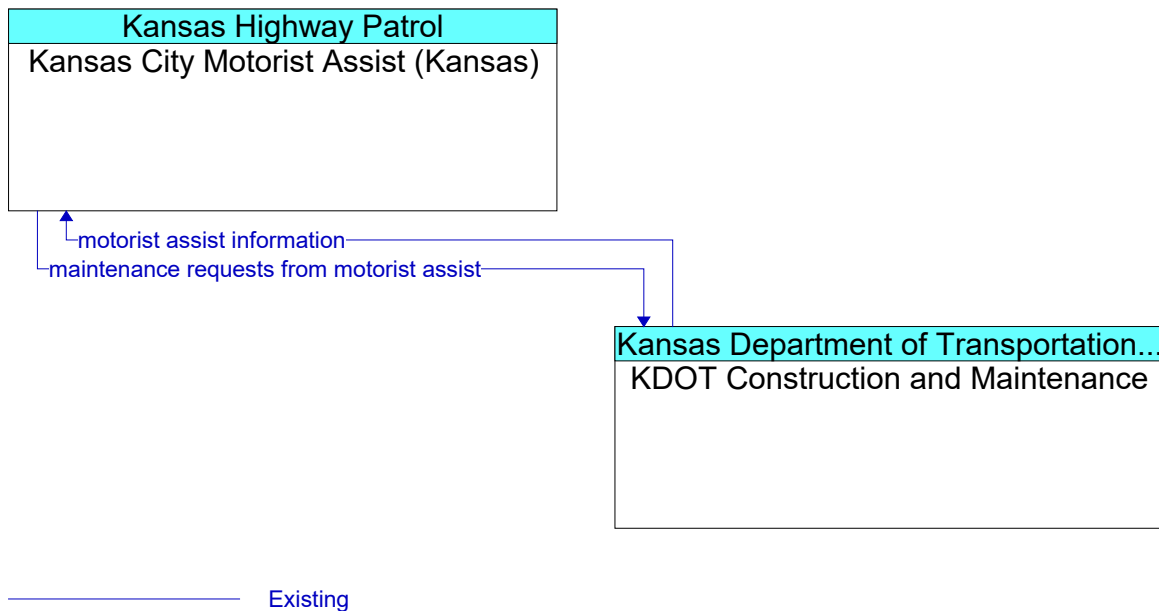 Kansas Highway Patrol
Kansas City Motorist Assist (Kansas)
motorist assist information
maintenance requests from motorist assist
Kansas Department of Transportation...
KDOT Construction and Maintenance
Existing